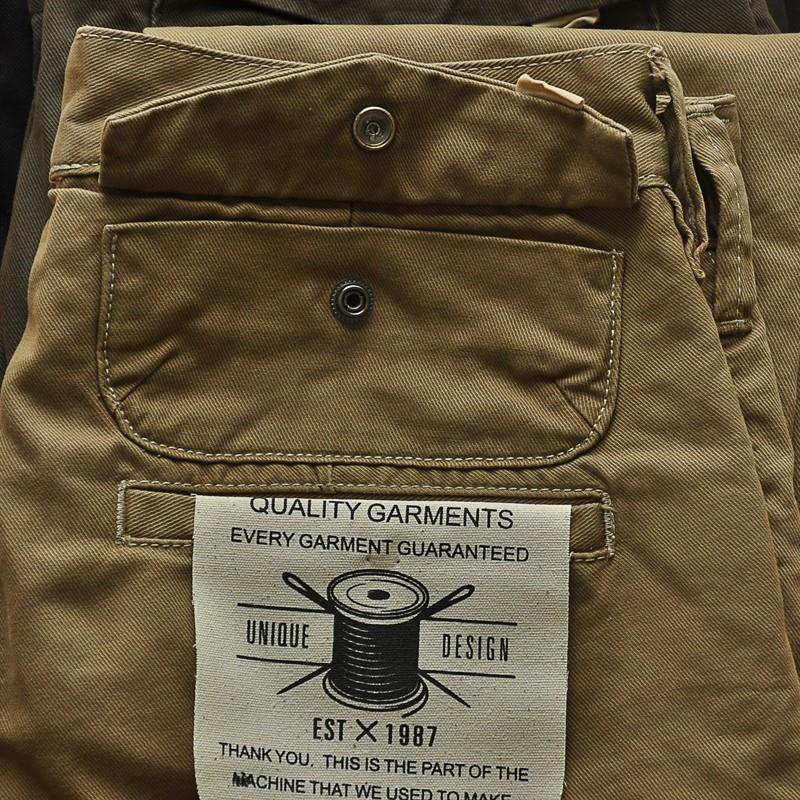 QUALITY GARMENTS
EVERY GARMENT GUARANTEED
UNIQUE DESIGN
EST X 1987
THANK YOU. THIS IS THE PART OF THE
MACHINE THAT WE USED TO MAKE